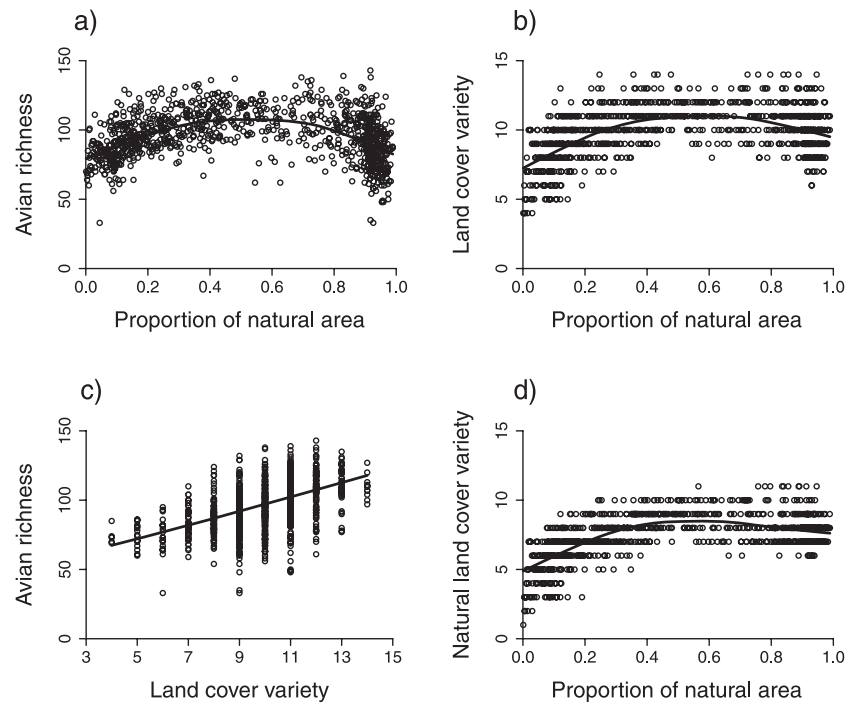 a)
Avian richness
150
100
50
0
0.0 0.2 0.4 0.6 0.8 1.0
Proportion of natural area
b)
Land cover variety
15
10
5
0
0.0 0.2 0.4 0.6 0.8 1.0
Proportion of natural area
c)
Avian richness
150
100
50
0
3 5 7 9 11 13 15
Land cover variety
d)
Natural land cover variety
15
10
5
0
0.0 0.2 0.4 0.6 0.8 1.0
Proportion of natural area